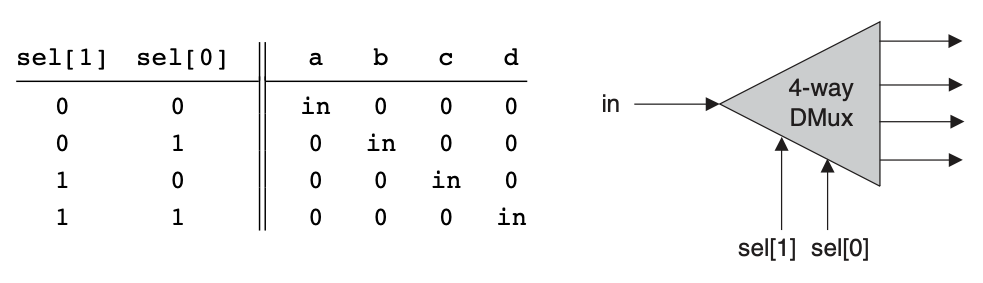 sel[1] sel[0] a b c d
0 0 in 0 0 0
0 1 0 in 0 0
1 0 0 0 in 0
1 1 0 0 0 in
in
4-way
DMux
sel[1] sel[0]